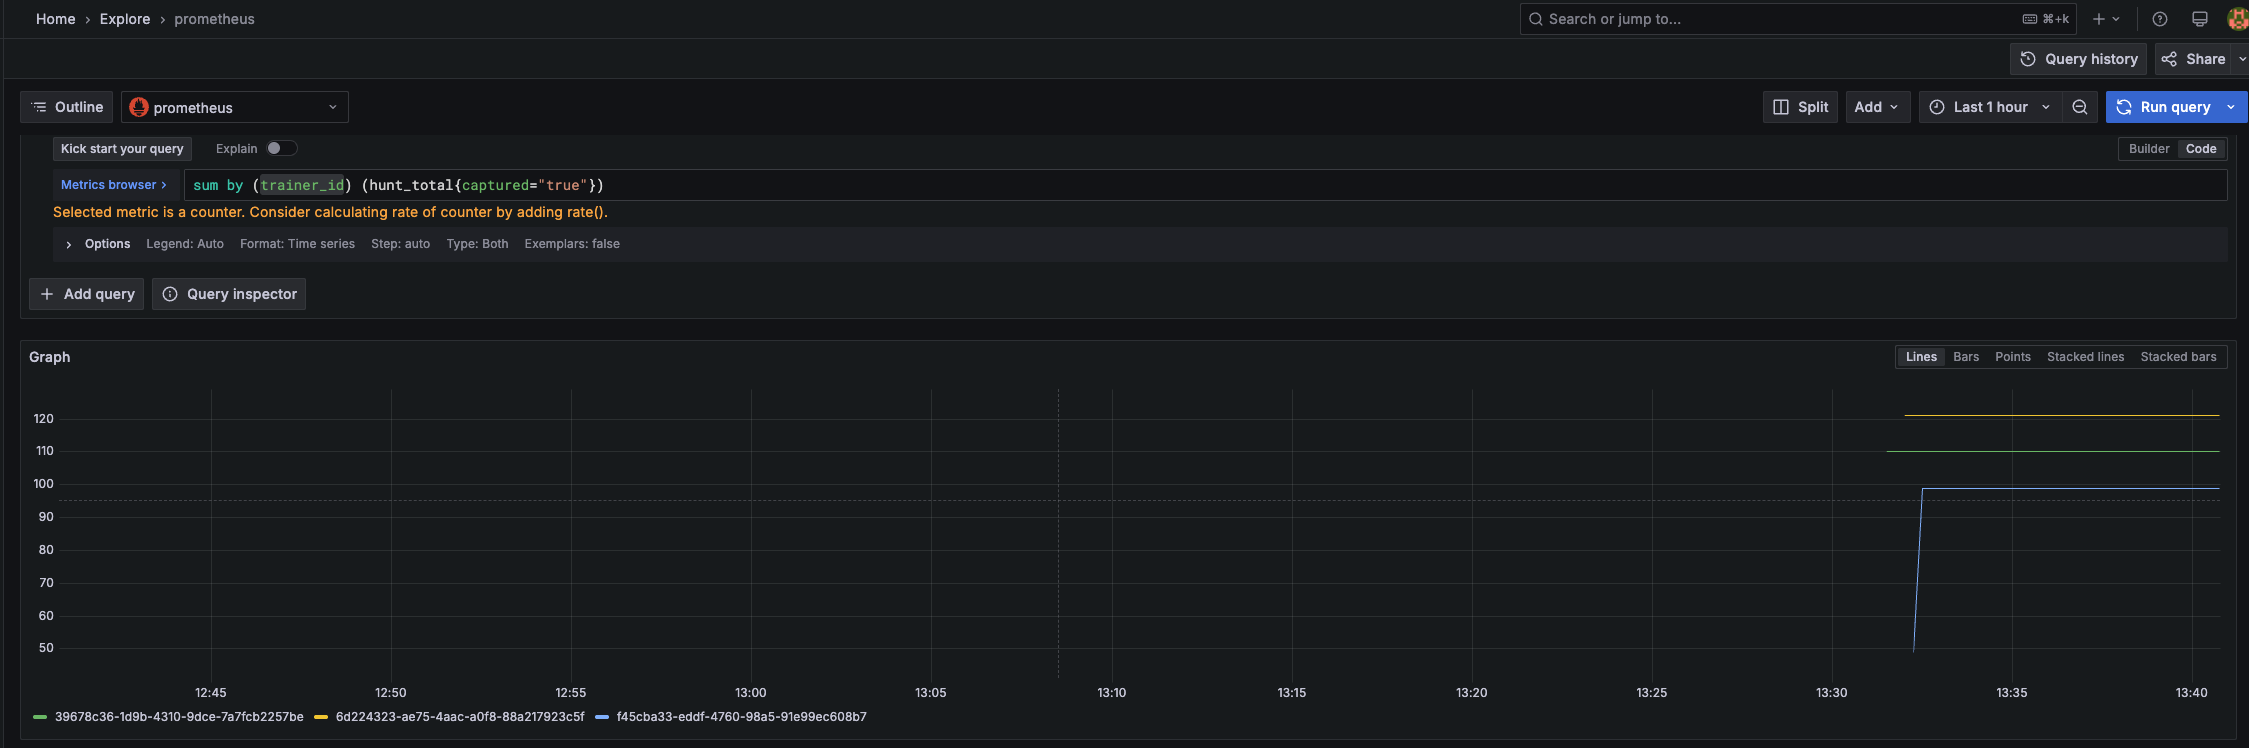 Home › Explore › prometheus
Search or jump to... ⌘+k
Query history Share
Outline prometheus Split Add Last 1 hour Run query
Kick start your query Explain Builder Code
Metrics browser > sum by (trainer_id) (hunt_total{captured="true"})
Selected metric is a counter. Consider calculating rate of counter by adding rate().
Options Legend: Auto Format: Time series Step: auto Type: Both Exemplars: false
+ Add query Query inspector
Graph Lines Bars Points Stacked lines Stacked bars
120
110
100
90
80
70
60
50
12:45 12:50 12:55 13:00 13:05 13:10 13:15 13:20 13:25 13:30 13:35 13:40
39678c36-1d9b-4310-9dce-7a7fcb2257be 6d224323-ae75-4aac-a0f8-88a217923c5f f45cba33-eddf-4760-98a5-91e99ec608b7